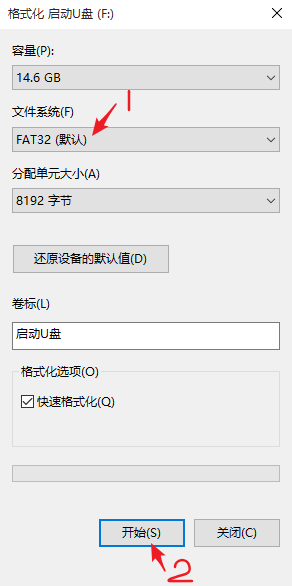 格式化 启动U盘 (F:)
容量(P):
14.6 GB
1
文件系统(F)
FAT32 (默认)
分配单元大小(A)
8192 字节
还原设备的默认值(D)
卷标(L)
启动U盘
格式化选项(O)
快速格式化(Q)
开始(S)
关闭(C)
2